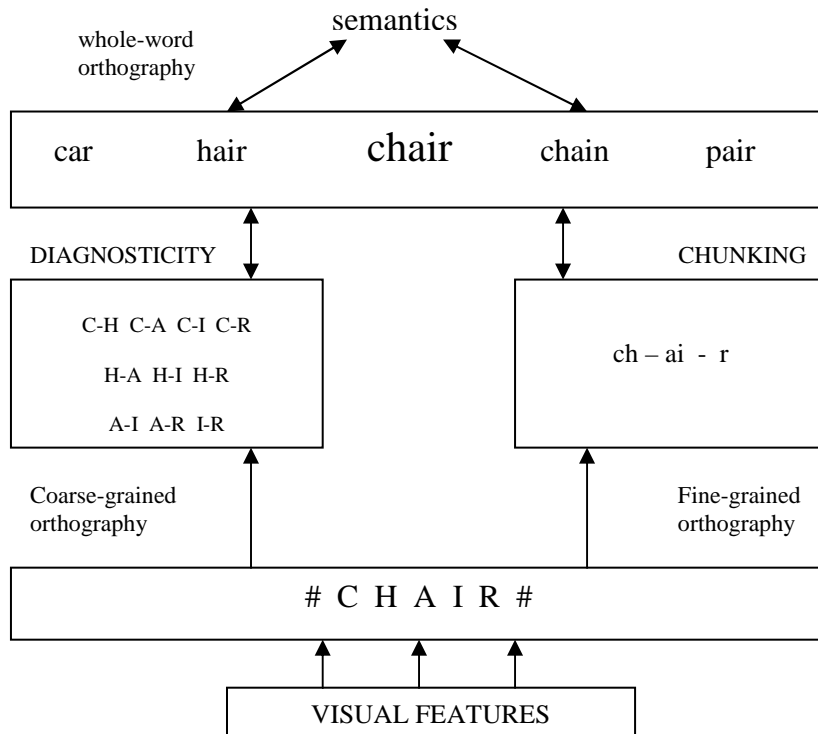 semantics
whole-word
orthography
car hair chair chain pair
DIAGNOSTICITY
CHUNKING
C-H C-A C-I C-R
H-A H-I H-R
A-I A-R I-R
ch – ai - r
Coarse-grained
orthography
Fine-grained
orthography
# C H A I R #
VISUAL FEATURES